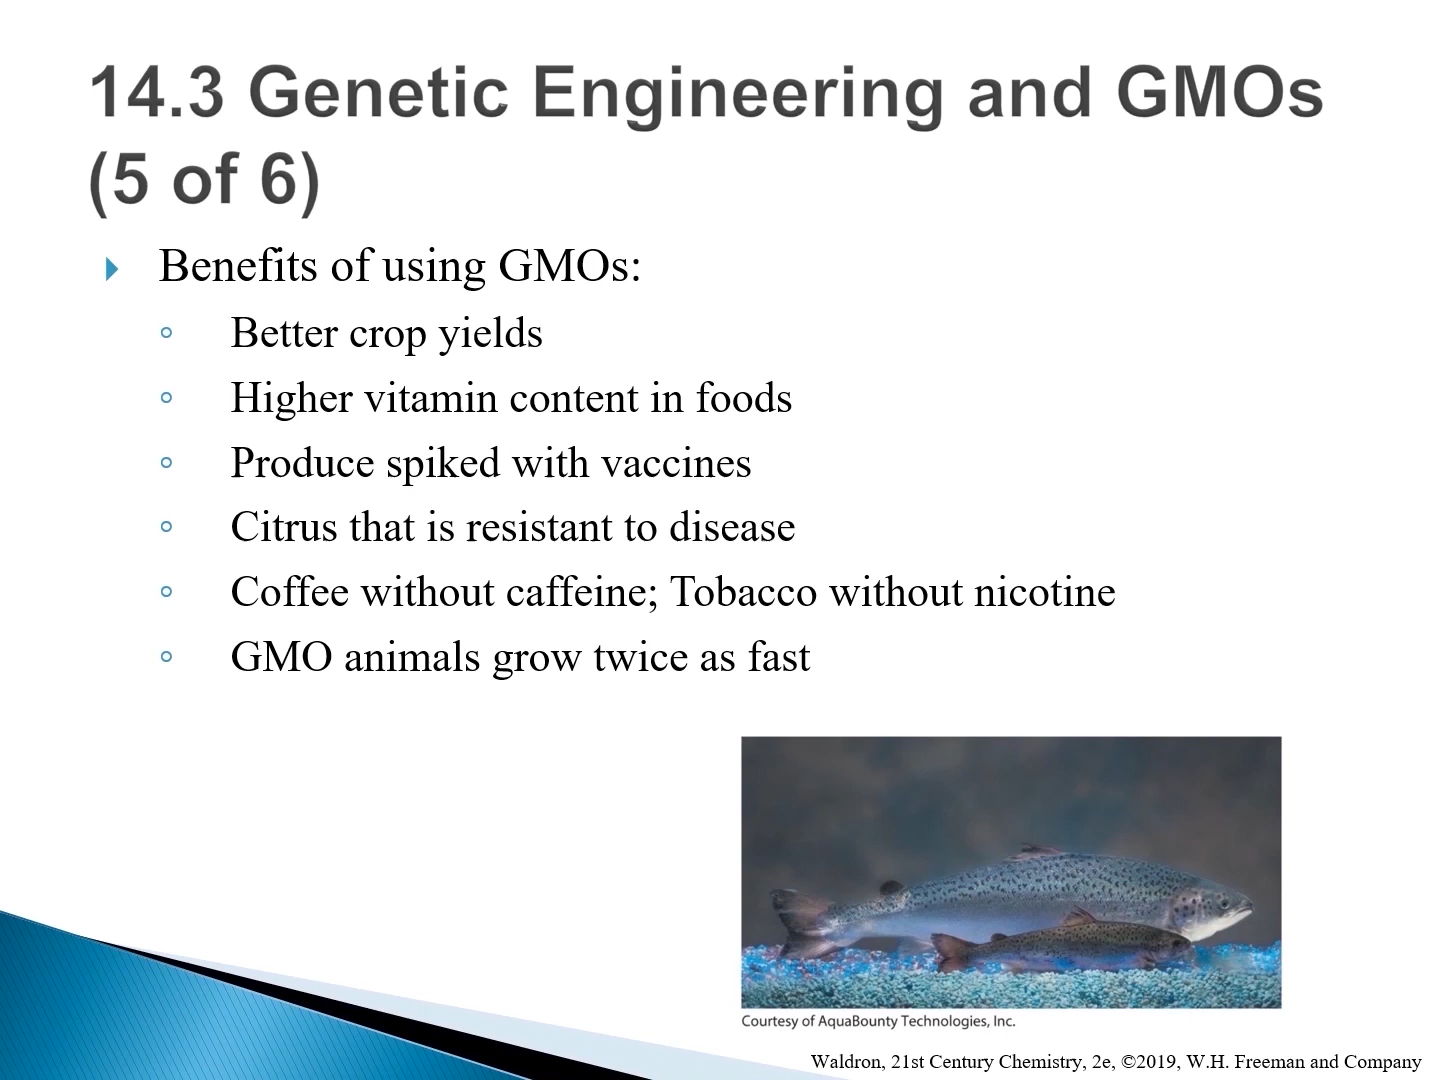 14.3 Genetic Engineering and GMOs
(5 of 6)
Benefits of using GMOs:
Better crop yields
Higher vitamin content in foods
Produce spiked with vaccines
Citrus that is resistant to disease
Coffee without caffeine; Tobacco without nicotine
GMO animals grow twice as fast
Courtesy of AquaBounty Technologies, Inc.
Waldron, 21st Century Chemistry, 2e, ©2019, W.H. Freeman and Company